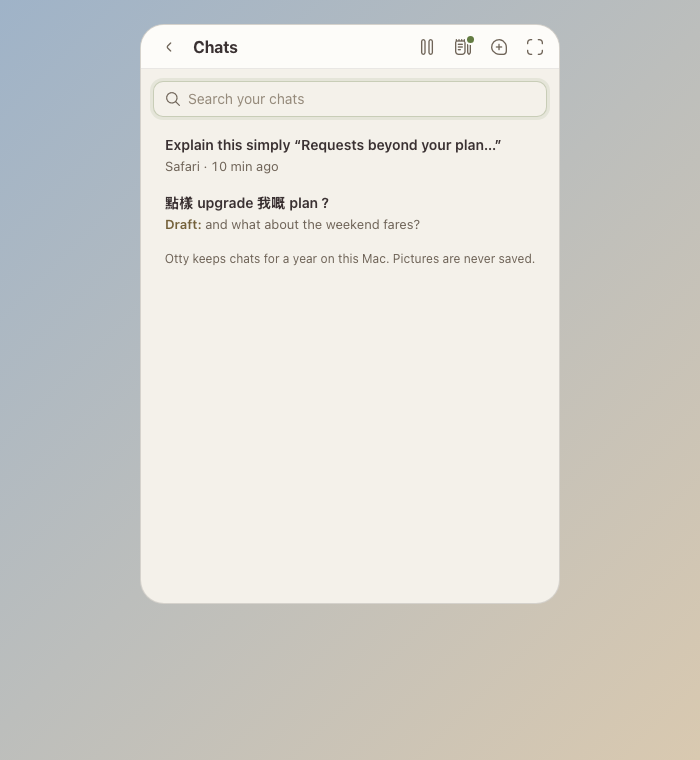 Chats
Search your chats
Explain this simply “Requests beyond your plan...”
Safari · 10 min ago
點樣 upgrade 我嘅 plan ?
Draft: and what about the weekend fares?
Otty keeps chats for a year on this Mac. Pictures are never saved.